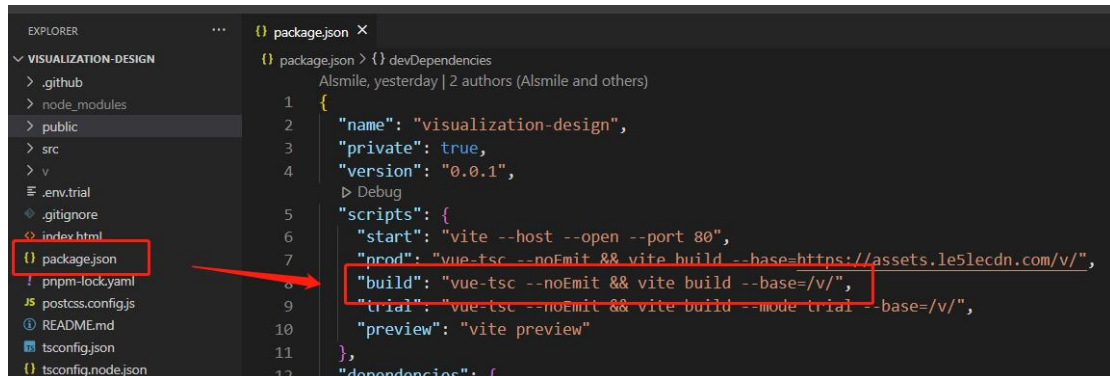 EXPLORER ···
VISUALIZATION-DESIGN
.github
node_modules
public
src
v
.env.trial
.gitignore
index.html
{} package.json
! pnpm-lock.yaml
JS postcss.config.js
README.md
tsconfig.json
{} tsconfig.node.json
{} package.json ×
{} package.json > {} devDependencies
Alsmile, yesterday | 2 authors (Alsmile and others)
1 {
2 "name": "visualization-design",
3 "private": true,
4 "version": "0.0.1",
▷ Debug
5 "scripts": {
6 "start": "vite --host --open --port 80",
7 "prod": "vue-tsc --noEmit && vite build --base=https://assets.le5lecdn.com/v/",
8 "build": "vue-tsc --noEmit && vite build --base=/v/",
9 "trial": "vue-tsc --noEmit && vite build --mode trial --base=/v/",
10 "preview": "vite preview"
11 },
12 "dependencies": {